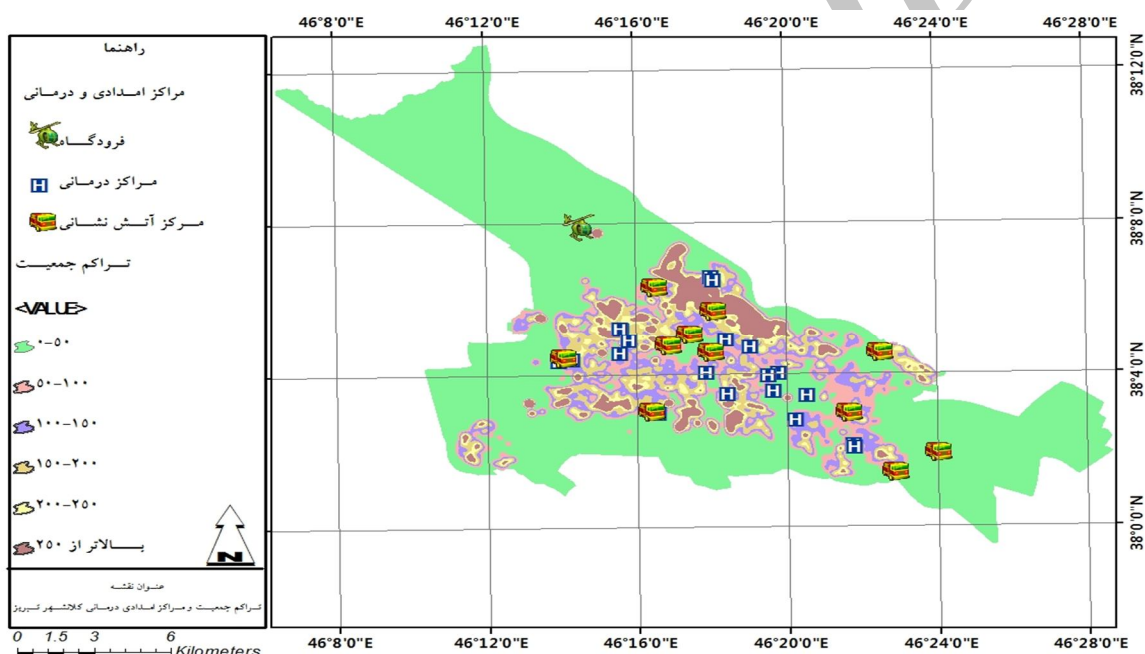 46°8'0"E 46°12'0"E 46°16'0"E 46°20'0"E 46°24'0"E 46°28'0"E
راهنما
مراکز امدادی و درمانی
فرودگاه
H مراکز درمانی
مرکز آتش نشانی
تراکم جمعیت
<VALUE>
۰-۵۰
۵۰-۱۰۰
۱۰۰-۱۵۰
۱۵۰-۲۰۰
۲۰۰-۲۵۰
بالاتر از ۲۵۰
N
عنوان نقشه
تراکم جمعیت و مراکز امدادی درمانی کلانشهر تبریز
0 1.5 3 6
Kilometers
38°12'0"N
38°8'0"N
38°4'0"N
38°0'0"N
46°8'0"E 46°12'0"E 46°16'0"E 46°20'0"E 46°24'0"E 46°28'0"E